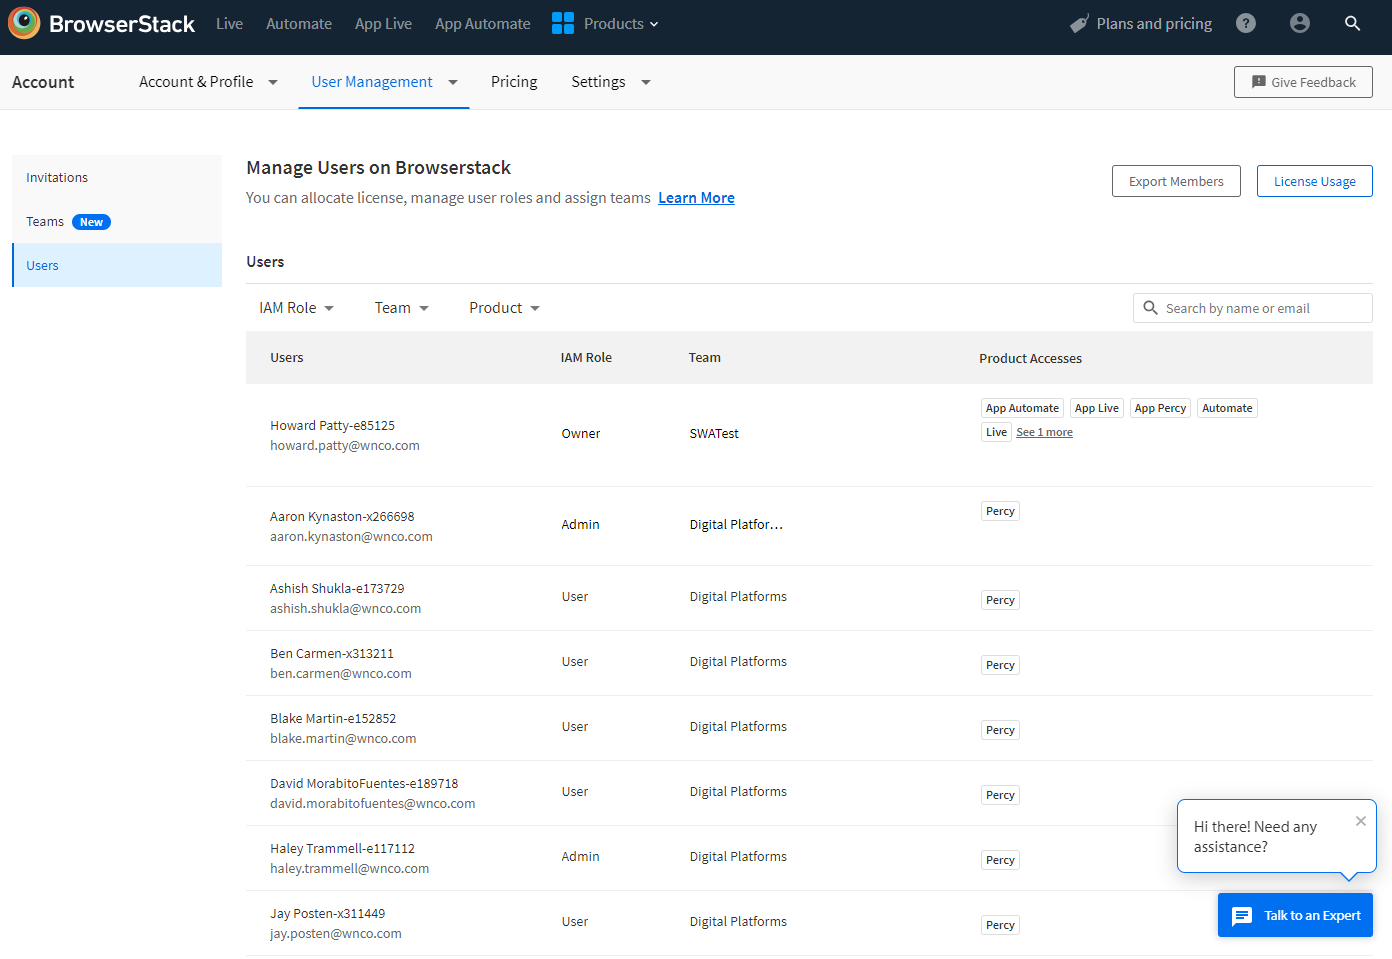 BrowserStack Live Automate App Live App Automate Products Plans and pricing ?
Account Account & Profile User Management Pricing Settings Give Feedback
Invitations
Teams New
Users
Manage Users on Browserstack
You can allocate license, manage user roles and assign teams Learn More
Export Members License Usage
Users
IAM Role Team Product Search by name or email
Users IAM Role Team Product Accesses
Howard Patty-e85125
howard.patty@wnco.com
Owner SWATest
App Automate App Live App Percy Automate
Live See 1 more
Aaron Kynaston-x266698
aaron.kynaston@wnco.com
Admin Digital Platfor... Percy
Ashish Shukla-e173729
ashish.shukla@wnco.com
User Digital Platforms Percy
Ben Carmen-x313211
ben.carmen@wnco.com
User Digital Platforms Percy
Blake Martin-e152852
blake.martin@wnco.com
User Digital Platforms Percy
David MorabitoFuentes-e189718
david.morabitofuentes@wnco.com
User Digital Platforms Percy
Haley Trammell-e117112
haley.trammell@wnco.com
Admin Digital Platforms Percy
Jay Posten-x311449
jay.posten@wnco.com
User Digital Platforms Percy
Hi there! Need any
assistance?
Talk to an Expert